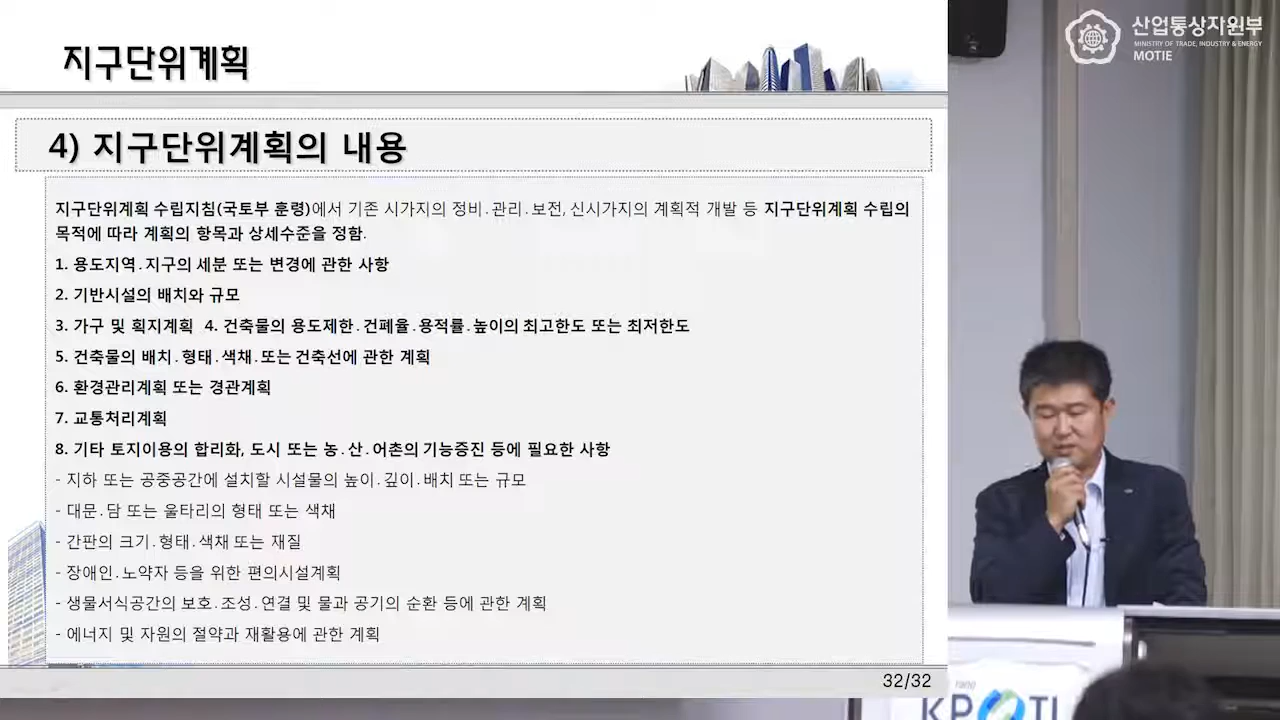 지구단위계획
산업통상자원부
MINISTRY OF TRADE, INDUSTRY & ENERGY
MOTIE
4) 지구단위계획의 내용
지구단위계획 수립지침(국토부 훈령)에서 기존 시가지의 정비.관리.보전, 신시가지의 계획적 개발 등 지구단위계획 수립의
목적에 따라 계획의 항목과 상세수준을 정함.
1. 용도지역.지구의 세분 또는 변경에 관한 사항
2. 기반시설의 배치와 규모
3. 가구 및 획지계획 4. 건축물의 용도제한.건폐율.용적률.높이의 최고한도 또는 최저한도
5. 건축물의 배치.형태.색채.또는 건축선에 관한 계획
6. 환경관리계획 또는 경관계획
7. 교통처리계획
8. 기타 토지이용의 합리화, 도시 또는 농.산.어촌의 기능증진 등에 필요한 사항
- 지하 또는 공중공간에 설치할 시설물의 높이.깊이.배치 또는 규모
- 대문.담 또는 울타리의 형태 또는 색채
- 간판의 크기.형태.색채 또는 재질
- 장애인.노약자 등을 위한 편의시설계획
- 생물서식공간의 보호.조성.연결 및 물과 공기의 순환 등에 관한 계획
- 에너지 및 자원의 절약과 재활용에 관한 계획
32/32